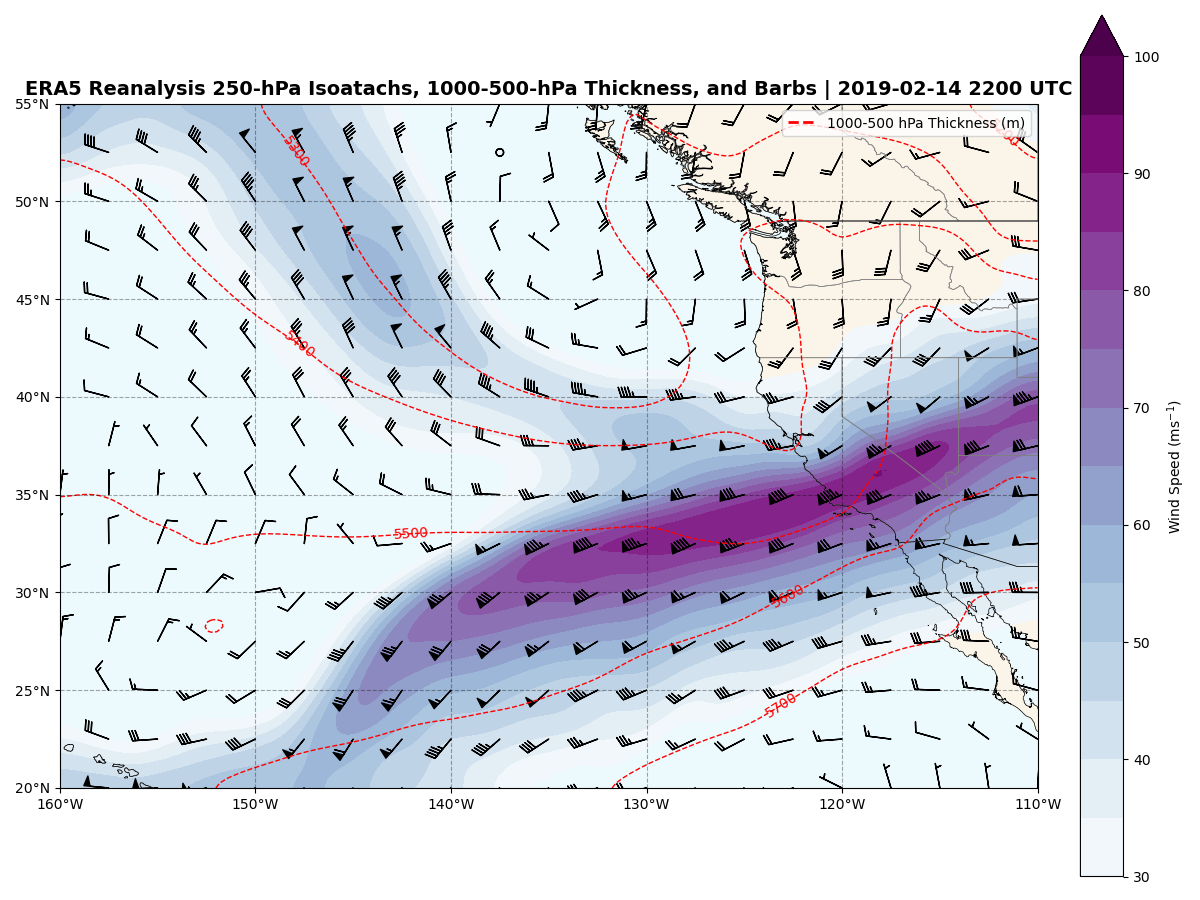 ERA5 Reanalysis 250-hPa Isoatachs, 1000-500-hPa Thickness, and Barbs | 2019-02-14 2200 UTC
1000-500 hPa Thickness (m)
55°N
50°N
45°N
40°N
35°N
30°N
25°N
20°N
160°W
150°W
140°W
130°W
120°W
110°W
5300
5400
5500
5600
5700
100
90
80
70
60
50
40
30
Wind Speed (ms⁻¹)